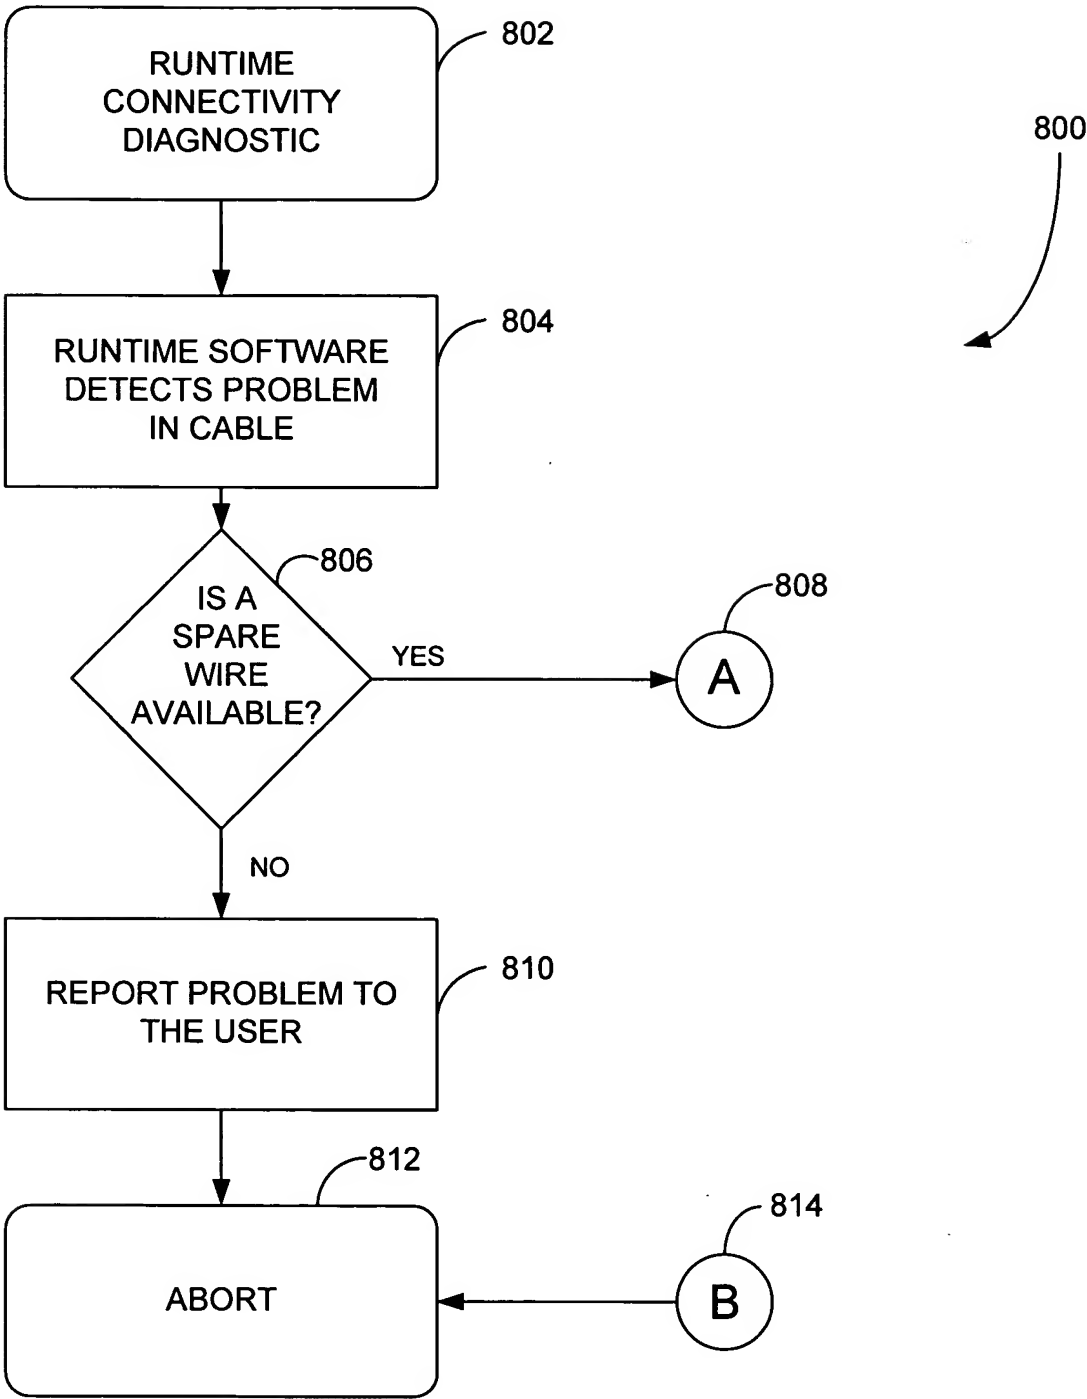 RUNTIME
CONNECTIVITY
DIAGNOSTIC
802
800
RUNTIME SOFTWARE
DETECTS PROBLEM
IN CABLE
804
806
IS A
SPARE
WIRE
AVAILABLE?
YES
808
A
NO
REPORT PROBLEM TO
THE USER
810
812
ABORT
814
B